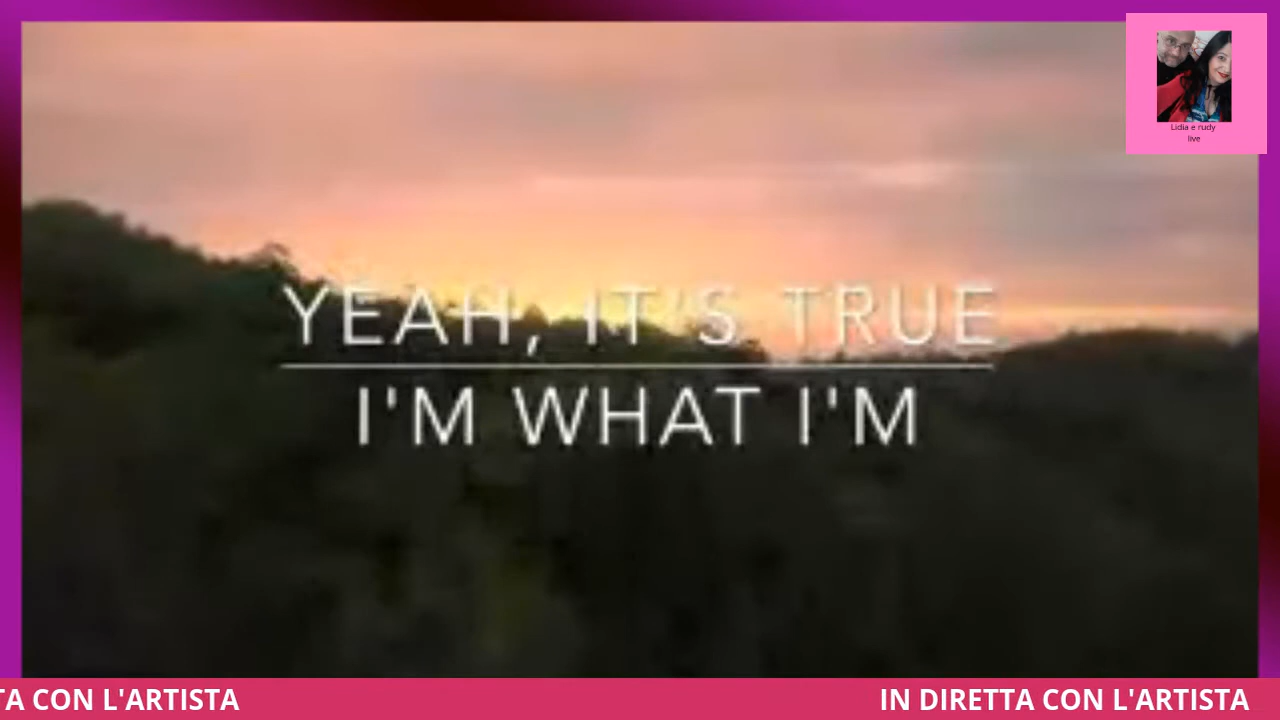 Lidia e rudy
live
YEAH, IT'S TRUE
I'M WHAT I'M
TA CON L'ARTISTA
IN DIRETTA CON L'ARTISTA